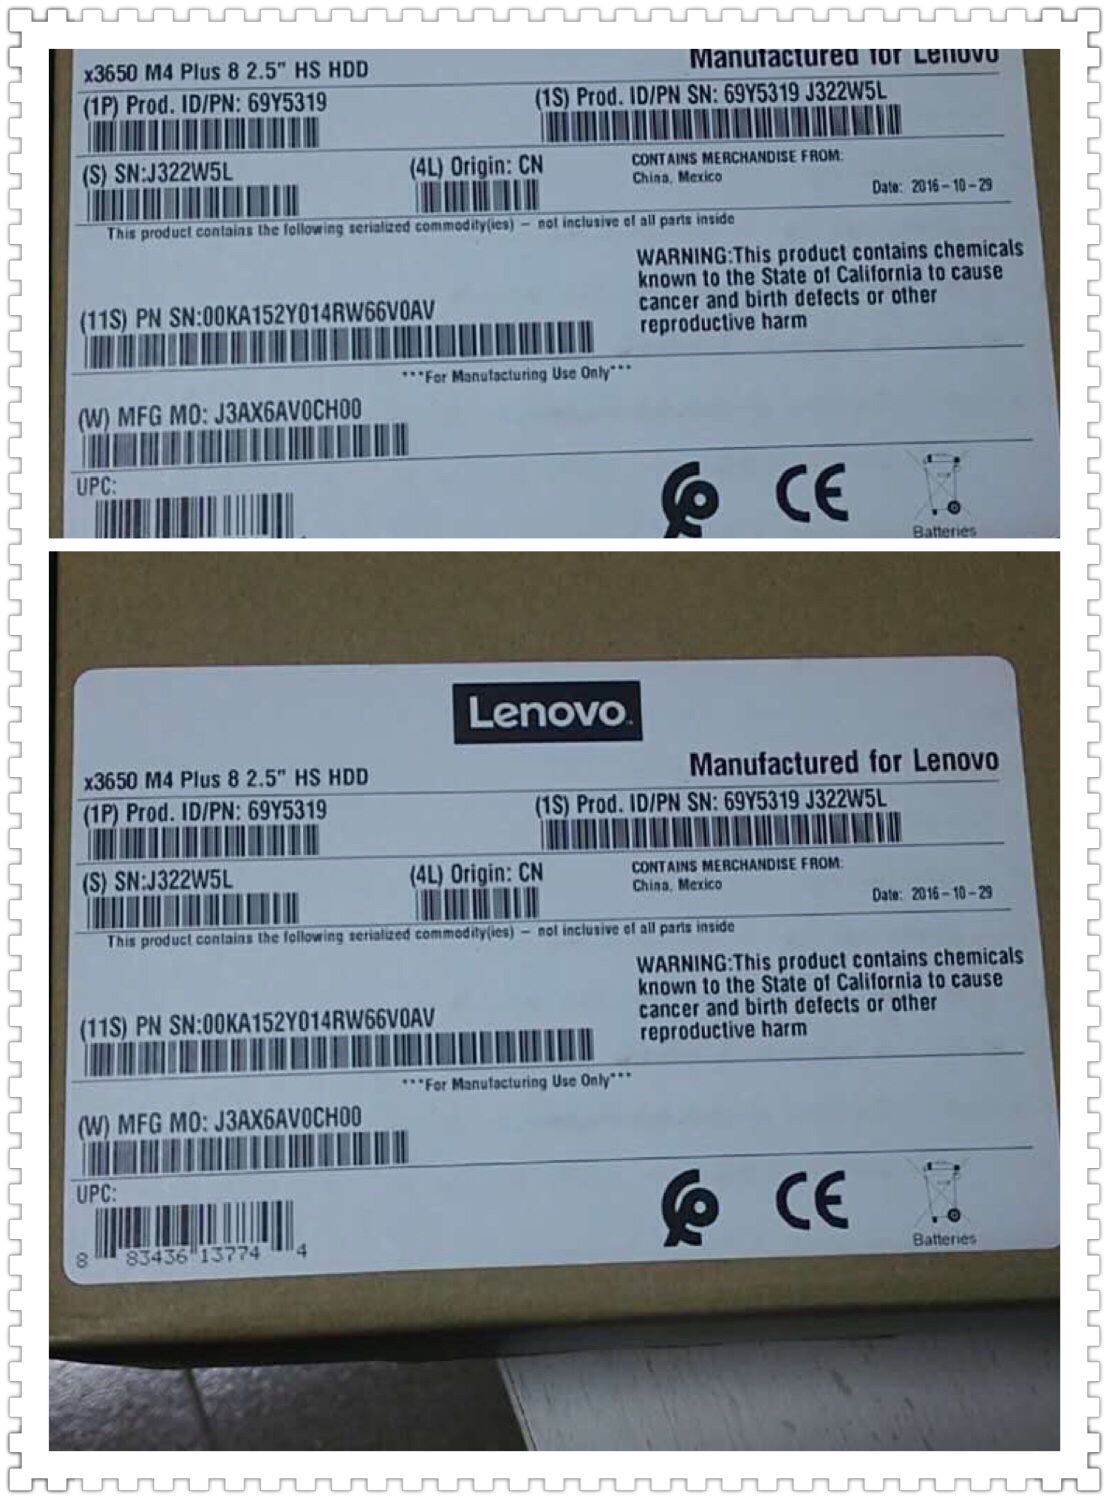 x3650 M4 Plus 8 2.5" HS HDD
Manufactured for Lenovo
(1P) Prod. ID/PN: 69Y5319
(1S) Prod. ID/PN SN: 69Y5319 J322W5L
(S) SN:J322W5L
(4L) Origin: CN
CONTAINS MERCHANDISE FROM:
China, Mexico
Date: 2016-10-29
This product contains the following serialized commodity(ies) – not inclusive of all parts inside
WARNING:This product contains chemicals
known to the State of California to cause
cancer and birth defects or other
reproductive harm
(11S) PN SN:00KA152Y014RW66V0AV
***For Manufacturing Use Only***
(W) MFG MO: J3AX6AV0CH00
UPC:
CE
Batteries
Lenovo
x3650 M4 Plus 8 2.5" HS HDD
Manufactured for Lenovo
(1P) Prod. ID/PN: 69Y5319
(1S) Prod. ID/PN SN: 69Y5319 J322W5L
(S) SN:J322W5L
(4L) Origin: CN
CONTAINS MERCHANDISE FROM:
China, Mexico
Date: 2016-10-29
This product contains the following serialized commodity(ies) – not inclusive of all parts inside
WARNING:This product contains chemicals
known to the State of California to cause
cancer and birth defects or other
reproductive harm
(11S) PN SN:00KA152Y014RW66V0AV
***For Manufacturing Use Only***
(W) MFG MO: J3AX6AV0CH00
UPC:
8 83436 13774 4
CE
Batteries